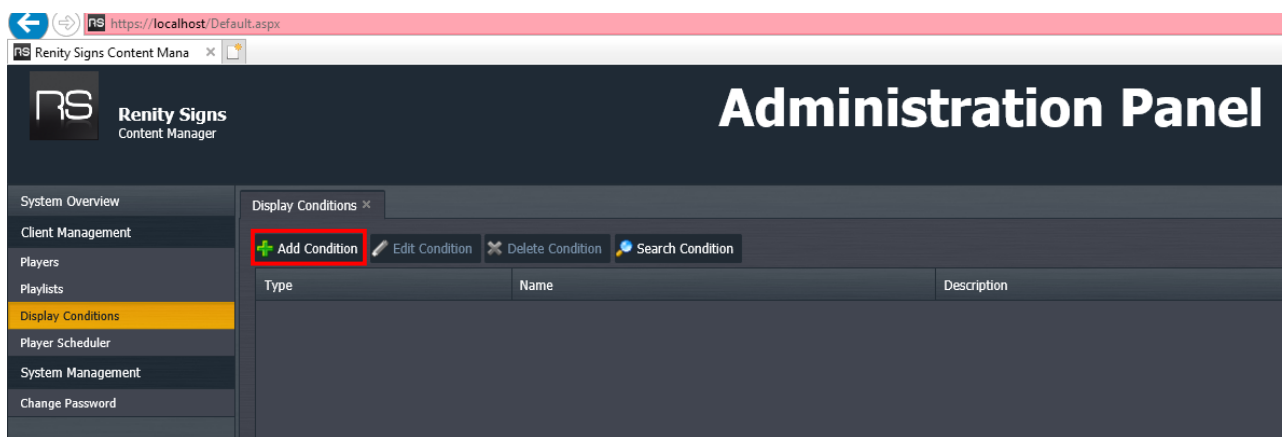 RS https://localhost/Default.aspx
RS Renity Signs Content Mana
RS Renity Signs
Content Manager
Administration Panel
System Overview
Client Management
Players
Playlists
Display Conditions
Player Scheduler
System Management
Change Password
Display Conditions
Add Condition Edit Condition Delete Condition Search Condition
Type Name Description